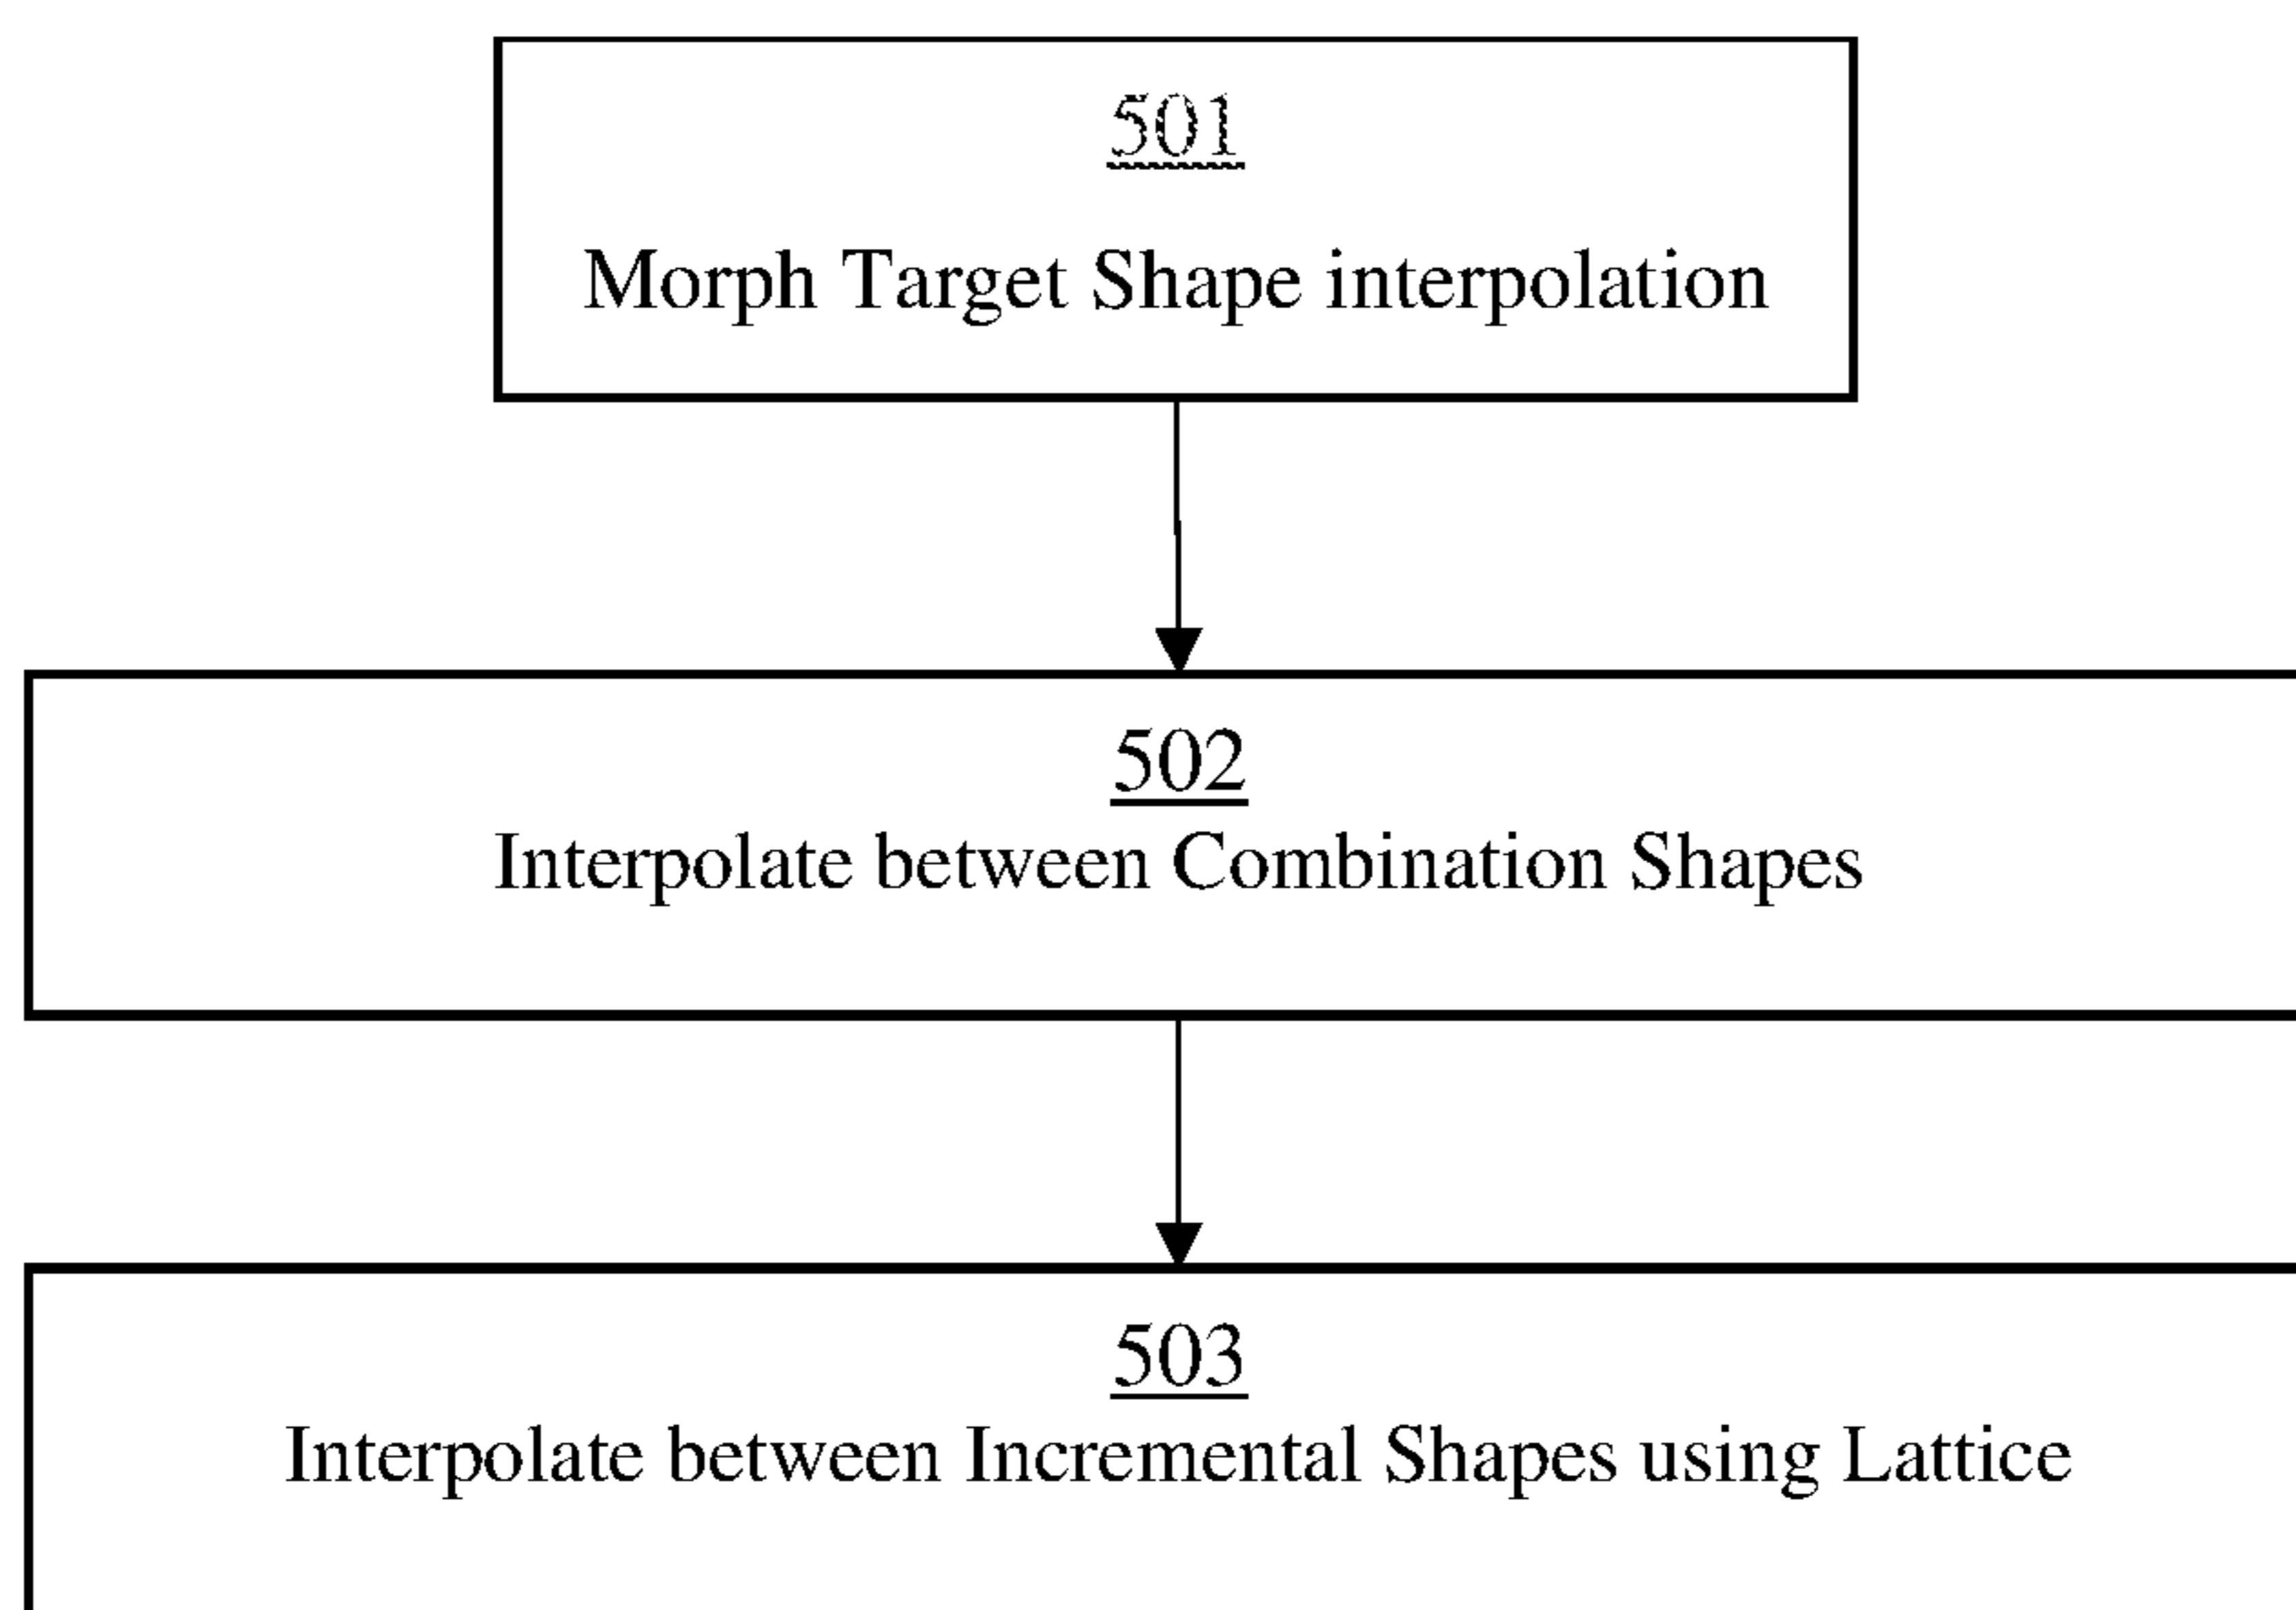 501
Morph Target Shape interpolation
502
Interpolate between Combination Shapes
503
Interpolate between Incremental Shapes using Lattice